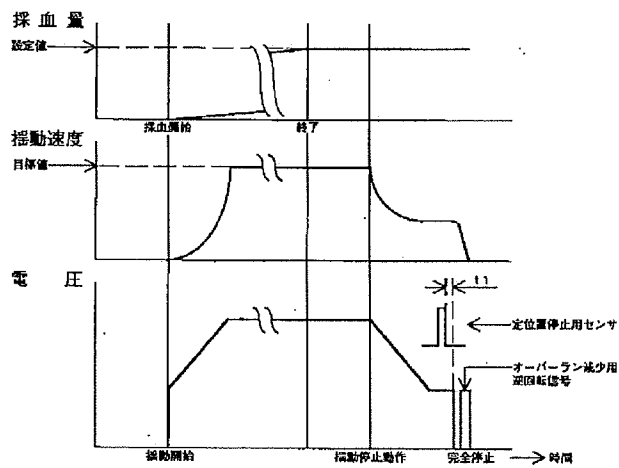 採血量
設定値
採血開始
終了
揺動速度
目標値
電圧
t1
定位置停止用センサ
オーバーラン減少用
逆回転信号
揺動開始
揺動停止動作
完全停止
時間